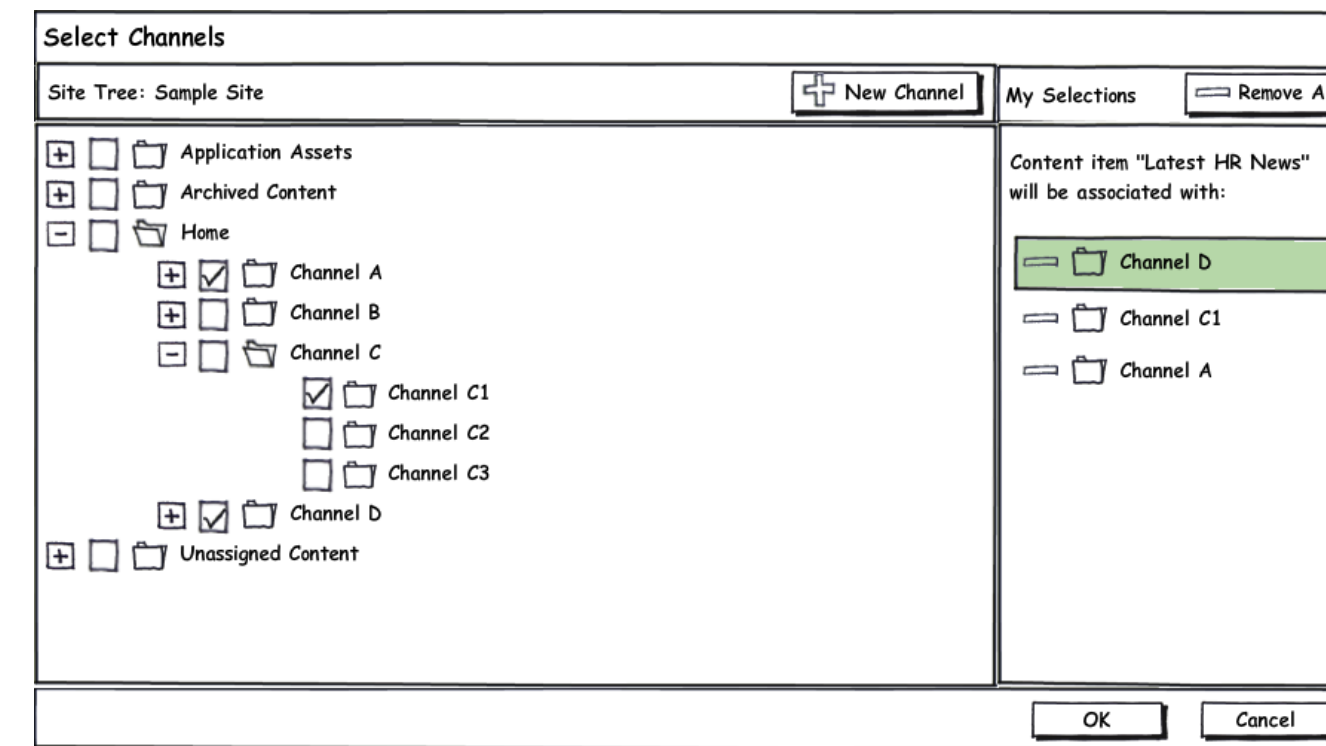 Select Channels
Site Tree: Sample Site
New Channel
My Selections
Remove A
Application Assets
Archived Content
Home
Channel A
Channel B
Channel C
Channel C1
Channel C2
Channel C3
Channel D
Unassigned Content
Content item "Latest HR News"
will be associated with:
Channel D
Channel C1
Channel A
OK
Cancel